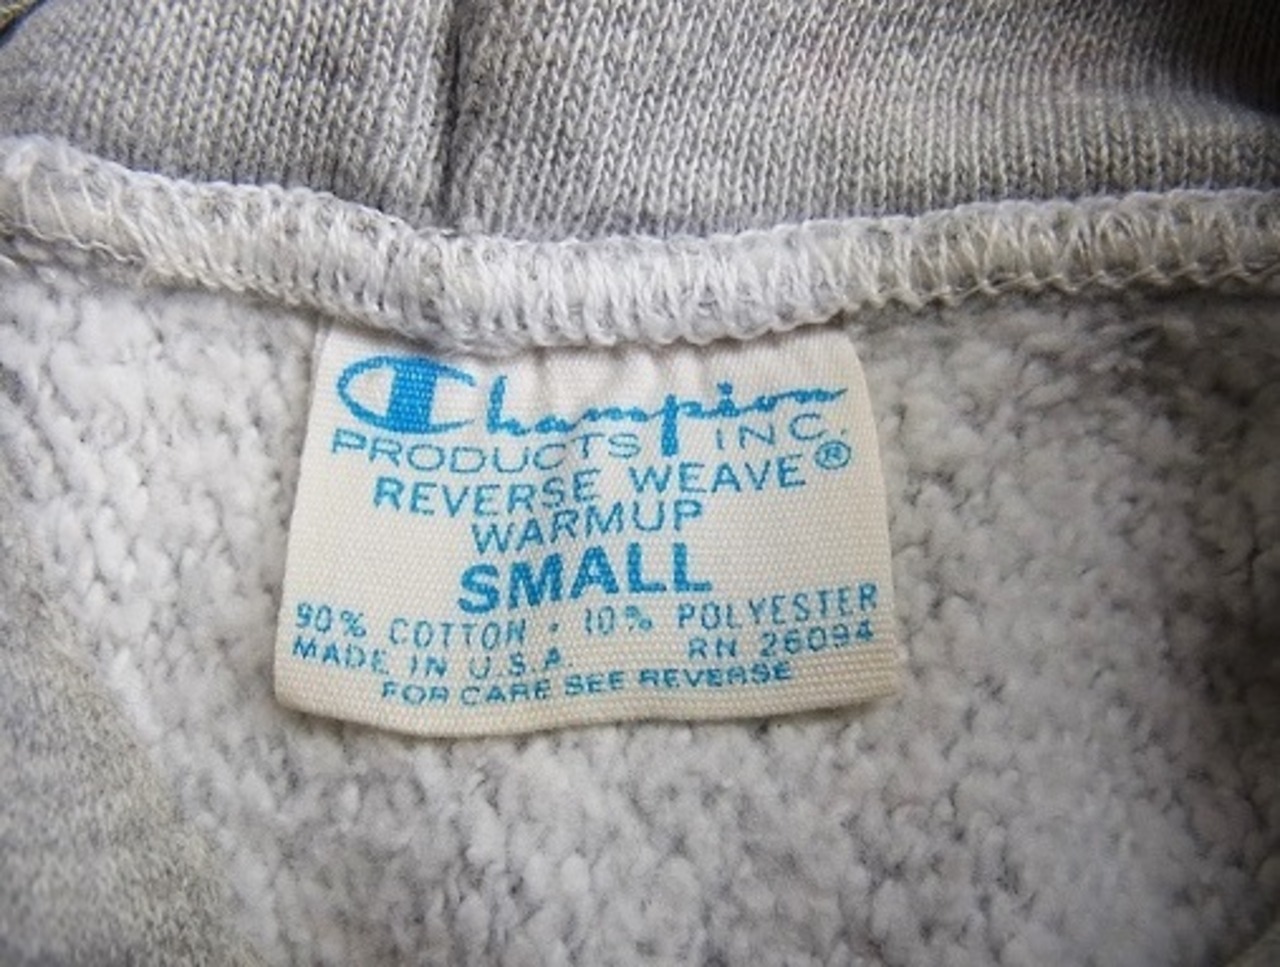 Champion
PRODUCTS INC.
REVERSE WEAVE®
WARMUP
SMALL
90% COTTON · 10% POLYESTER
MADE IN U.S.A. RN 26094
FOR CARE SEE REVERSE